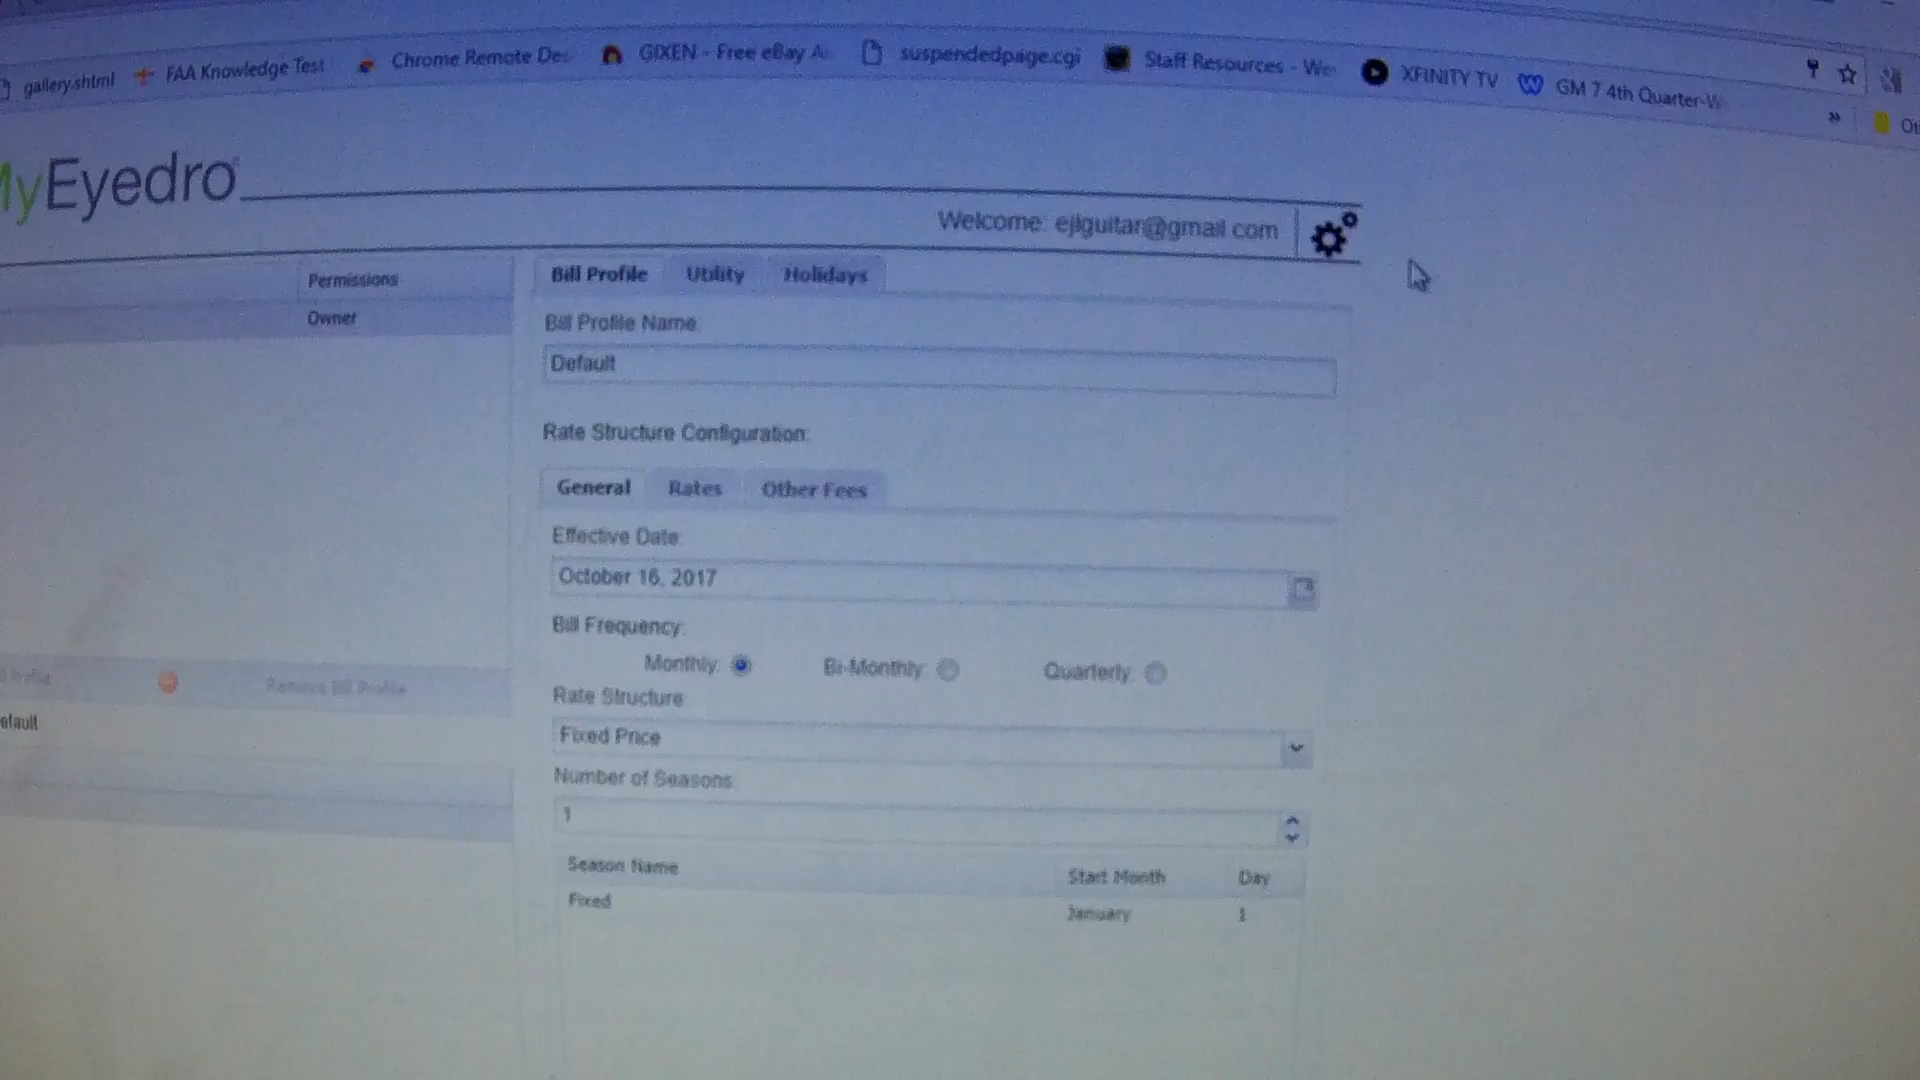 gallery.shtml FAA Knowledge Test Chrome Remote Des GIXEN - Free eBay A suspendedpage.cgi Staff Resources - We XFINITY TV GM 7 4th Quarter-W
» Ot
MyEyedro
Welcome: ejlguitar@gmail.com
Permissions
Owner
Bill Profile Utility Holidays
Bill Profile Name:
Default
Rate Structure Configuration:
General Rates Other Fees
Effective Date:
October 16, 2017
Bill Frequency:
Monthly: Bi-Monthly: Quarterly:
Rate Structure
Fixed Price
Number of Seasons:
1
Season Name Start Month Day
Fixed January 1
Profile Remove Bill Profile
efault